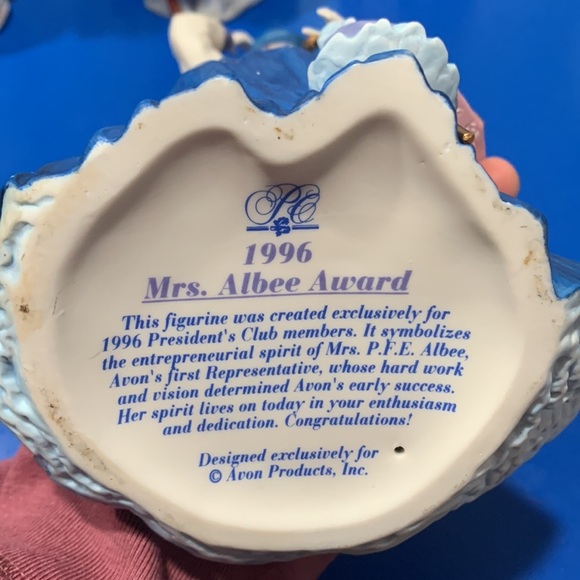 PC
1996
Mrs. Albee Award
This figurine was created exclusively for
1996 President's Club members. It symbolizes
the entrepreneurial spirit of Mrs. P.F.E. Albee,
Avon's first Representative, whose hard work
and vision determined Avon's early success.
Her spirit lives on today in your enthusiasm
and dedication. Congratulations!
Designed exclusively for
© Avon Products, Inc.